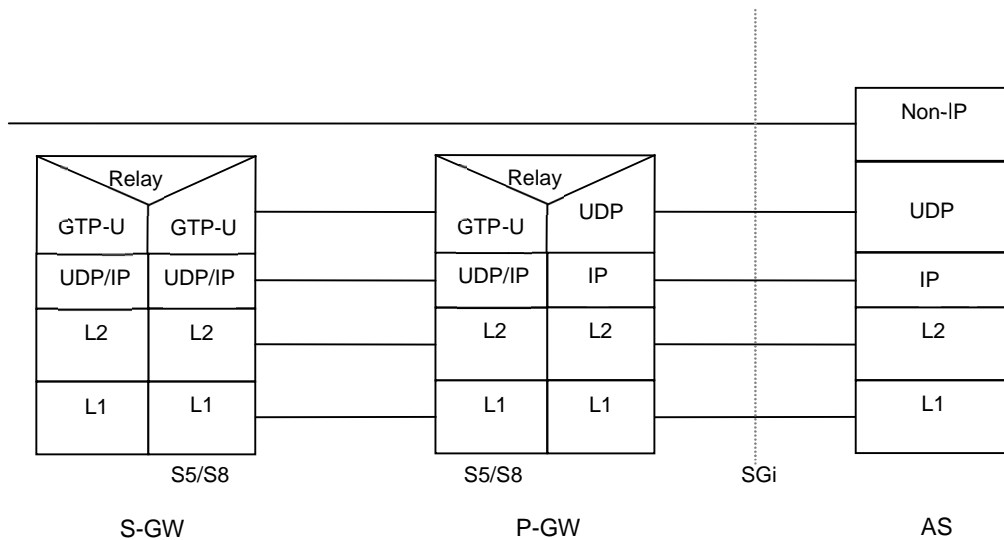 Non-IP
Relay
Relay
GTP-U GTP-U
GTP-U UDP
UDP
UDP/IP UDP/IP
UDP/IP IP
IP
L2 L2
L2 L2
L2
L1 L1
L1 L1
L1
S5/S8
S5/S8
SGi
S-GW
P-GW
AS